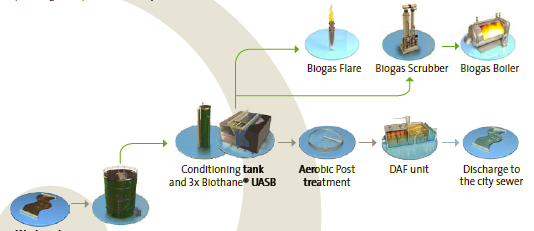 Biogas Flare
Biogas Scrubber
Biogas Boiler
Conditioning tank
and 3x Biothane® UASB
Aerobic Post
treatment
DAF unit
Discharge to
the city sewer